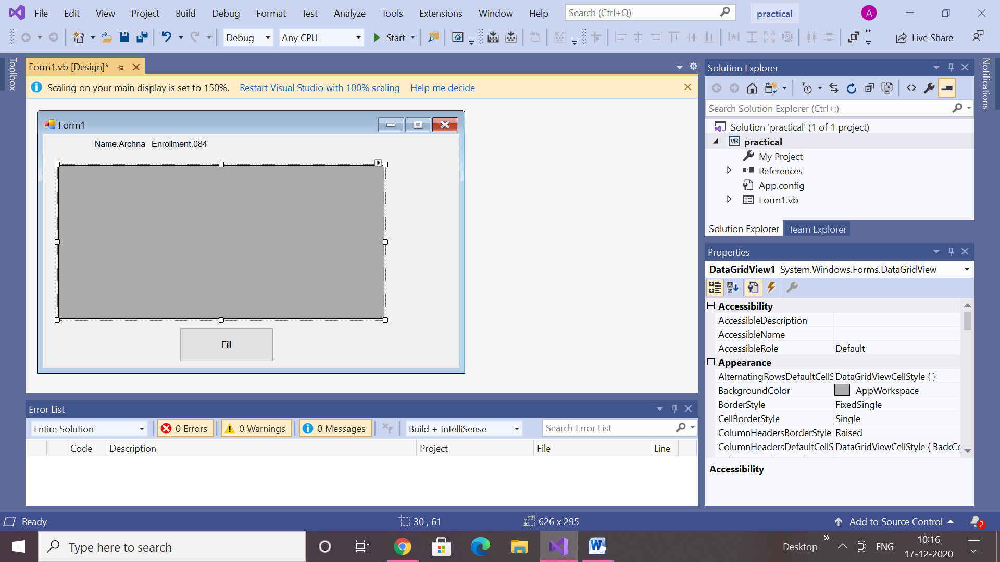 File Edit View Project Build Debug Format Test Analyze Tools Extensions Window Help Search (Ctrl+Q) practical A
Debug Any CPU Start Live Share
Toolbox
Form1.vb [Design]*
Scaling on your main display is set to 150%. Restart Visual Studio with 100% scaling Help me decide
Form1
Name:Archna Enrollment:084
Fill
Error List
Entire Solution 0 Errors 0 Warnings 0 Messages Build + IntelliSense Search Error List
Code Description Project File Line
Solution Explorer
Search Solution Explorer (Ctrl+;)
Solution 'practical' (1 of 1 project)
VB practical
My Project
References
App.config
Form1.vb
Solution Explorer Team Explorer
Notifications
Properties
DataGridView1 System.Windows.Forms.DataGridView
Accessibility
AccessibleDescription
AccessibleName
AccessibleRole Default
Appearance
AlternatingRowsDefaultCellS DataGridViewCellStyle { }
BackgroundColor AppWorkspace
BorderStyle FixedSingle
CellBorderStyle Single
ColumnHeadersBorderStyle Raised
ColumnHeadersDefaultCellS DataGridViewCellStyle { BackCo
Accessibility
Ready 30 , 61 626 x 295 Add to Source Control 2
Type here to search Desktop ENG 10:16
17-12-2020